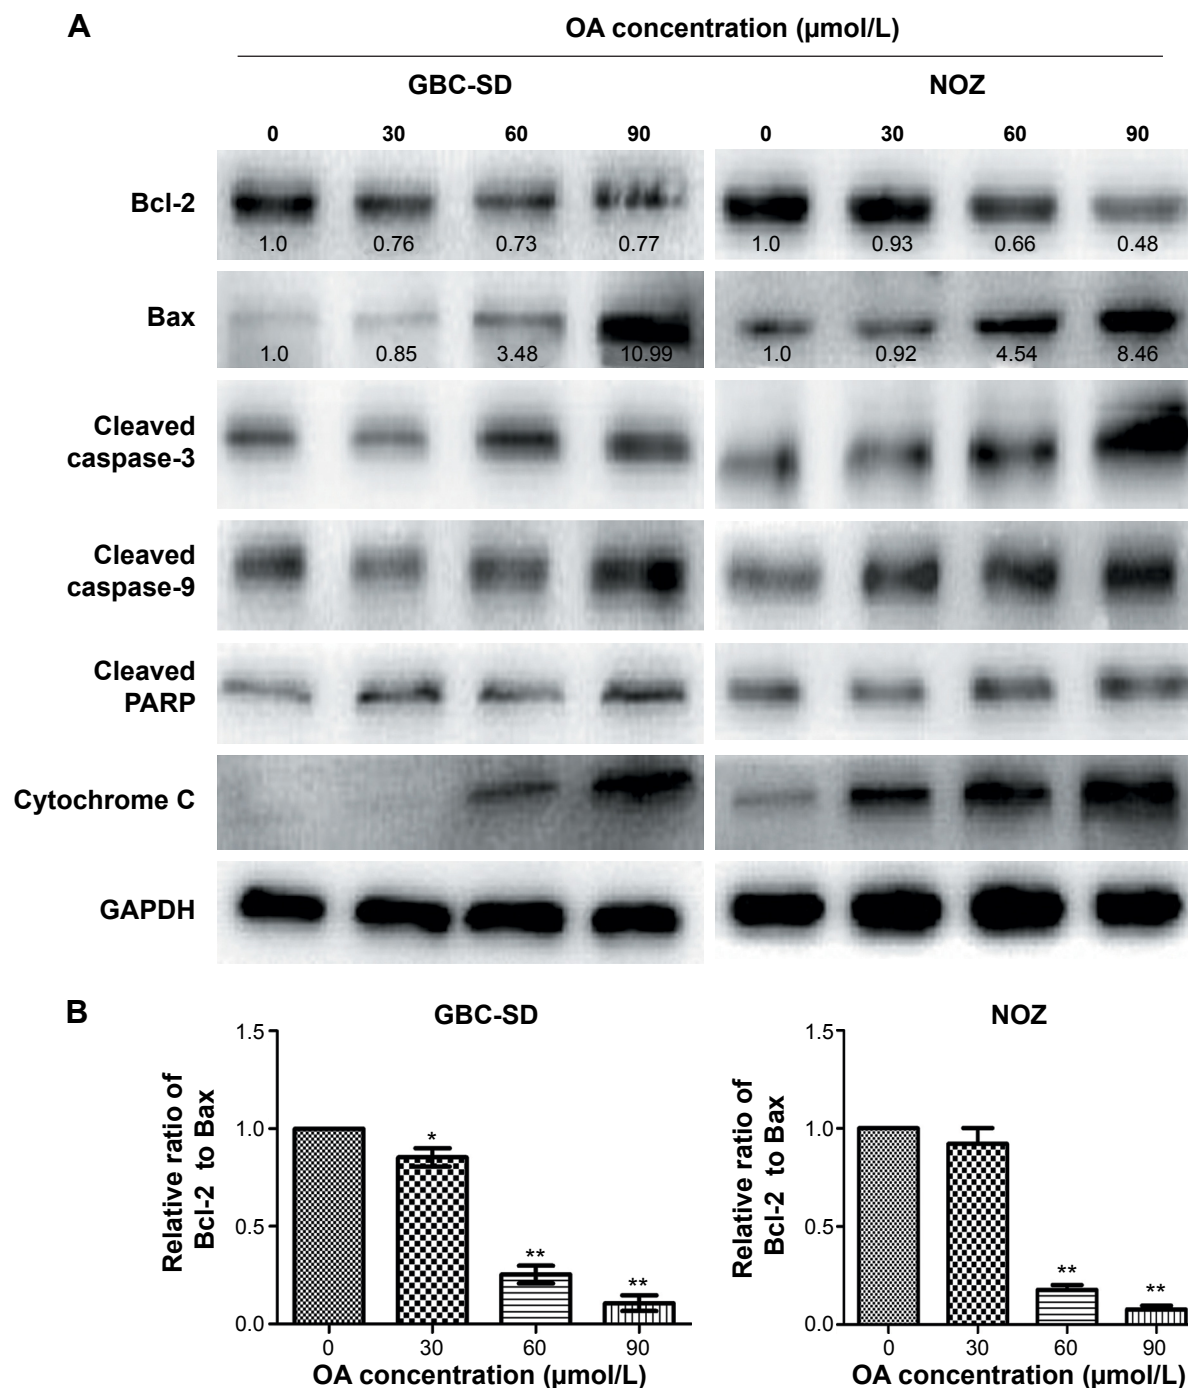 A
OA concentration (µmol/L)
GBC-SD NOZ
0 30 60 90 0 30 60 90
Bcl-2
1.0 0.76 0.73 0.77 1.0 0.93 0.66 0.48
Bax
1.0 0.85 3.48 10.99 1.0 0.92 4.54 8.46
Cleaved
caspase-3
Cleaved
caspase-9
Cleaved
PARP
Cytochrome C
GAPDH
B
GBC-SD
Relative ratio of
Bcl-2 to Bax
1.5
1.0
0.5
0.0
*
**
**
0 30 60 90
OA concentration (µmol/L)
NOZ
Relative ratio of
Bcl-2 to Bax
1.5
1.0
0.5
0.0
**
**
0 30 60 90
OA concentration (µmol/L)